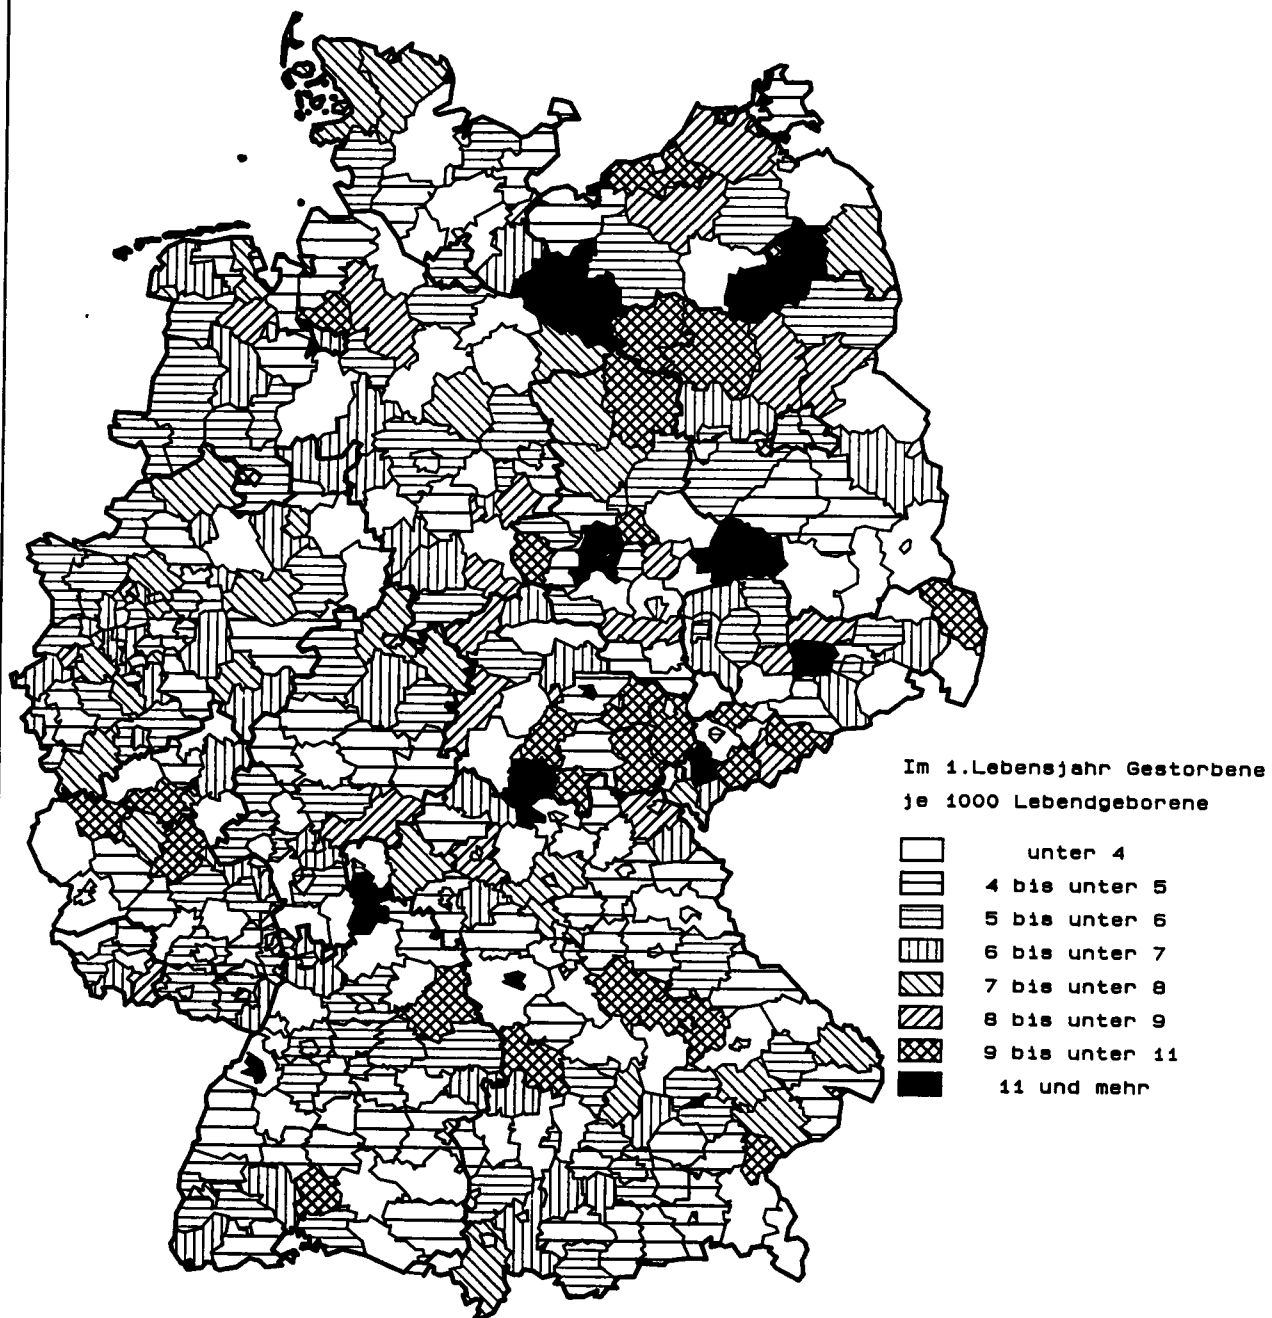 Im 1.Lebensjahr Gestorbene
je 1000 Lebendgeborene
unter 4
4 bis unter 5
5 bis unter 6
6 bis unter 7
7 bis unter 8
8 bis unter 9
9 bis unter 11
11 und mehr